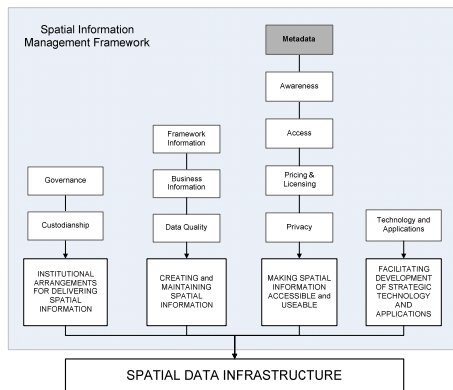 Spatial Information
Management Framework
Metadata
Awareness
Access
Pricing &
Licensing
Privacy
Framework
Information
Business
Information
Data Quality
Governance
Custodianship
Technology and
Applications
INSTITUTIONAL
ARRANGEMENTS
FOR DELIVERING
SPATIAL
INFORMATION
CREATING and
MAINTAINING
SPATIAL
INFORMATION
MAKING SPATIAL
INFORMATION
ACCESSIBLE and
USEABLE
FACILITATING
DEVELOPMENT
OF STRATEGIC
TECHNOLOGY
AND
APPLICATIONS
SPATIAL DATA INFRASTRUCTURE